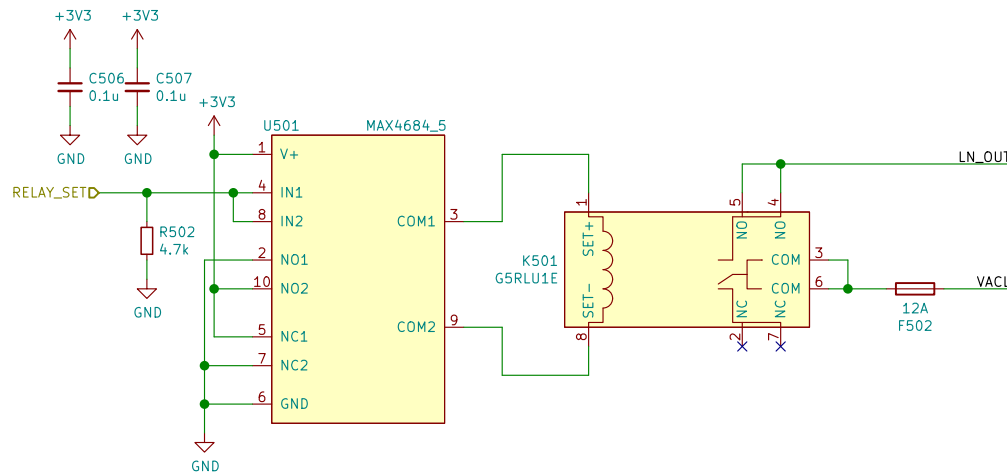 +3V3
+3V3
C506
0.1u
C507
0.1u
GND
GND
+3V3
U501
MAX4684_5
1
V+
RELAY_SET
4
IN1
8
IN2
R502
4.7k
GND
2
NO1
10
NO2
5
NC1
7
NC2
6
GND
GND
COM1
3
COM2
9
K501
G5RLU1E
1
SET+
SET-
8
5
NO
4
NO
COM
3
COM
6
NC
2
NC
7
LN_OUT
VACL
12A
F502